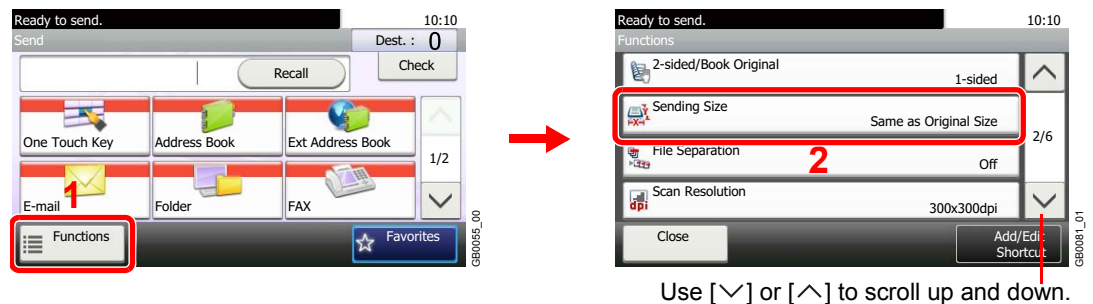 Ready to send. 10:10
Send Dest. : 0
Recall Check
One Touch Key Address Book Ext Address Book
1/2
1
E-mail Folder FAX
Functions Favorites
GB0055_00
Ready to send. 10:10
Functions
2-sided/Book Original
1-sided
Sending Size
Same as Original Size
2/6
File Separation
2
Off
Scan Resolution
dpi
300x300dpi
Close Add/Edit
Shortcut
GB0081_01
Use [∨] or [∧] to scroll up and down.